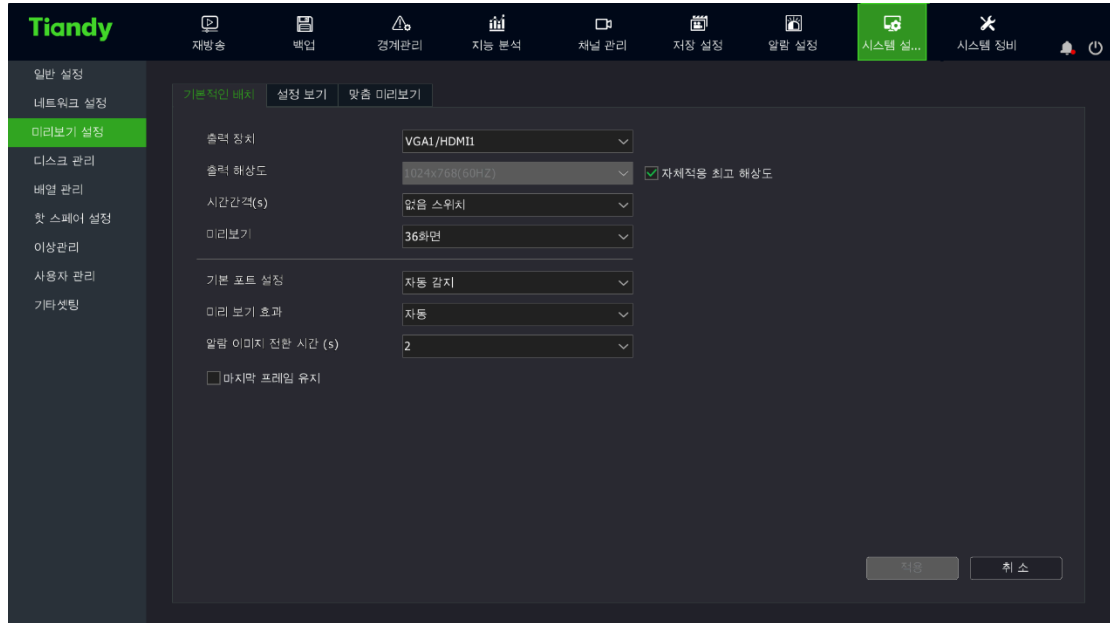 Tiandy
재방송
백업
경계관리
지능 분석
채널 관리
저장 설정
알람 설정
시스템 설...
시스템 정비
일반 설정
네트워크 설정
미리보기 설정
디스크 관리
배열 관리
핫 스페어 설정
이상관리
사용자 관리
기타셋팅
기본적인 배치
설정 보기
맞춤 미리보기
출력 장치
VGA1/HDMI1
출력 해상도
1024x768(60HZ)
자체적응 최고 해상도
시간간격(s)
없음 스위치
미리보기
36화면
기본 포트 설정
자동 감지
미리 보기 효과
자동
알람 이미지 전환 시간 (s)
2
마지막 프레임 유지
적용
취 소